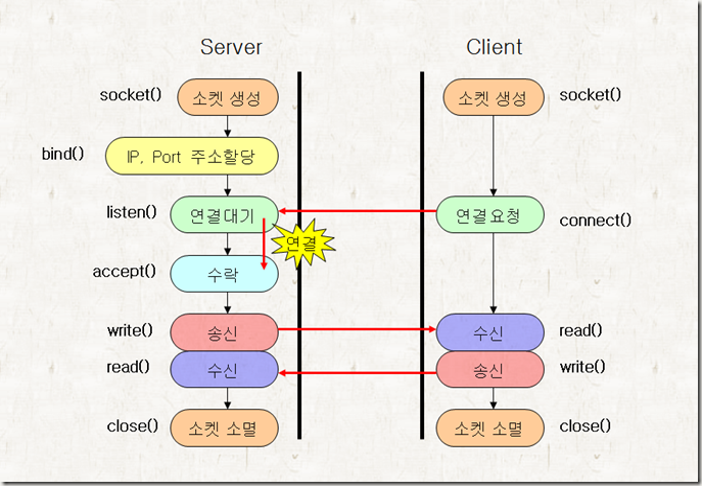 Server
Client
socket() 소켓 생성
소켓 생성 socket()
bind() IP, Port 주소할당
listen() 연결대기
연결요청 connect()
연결
accept() 수락
write() 송신
수신 read()
read() 수신
송신 write()
close() 소켓 소멸
소켓 소멸 close()